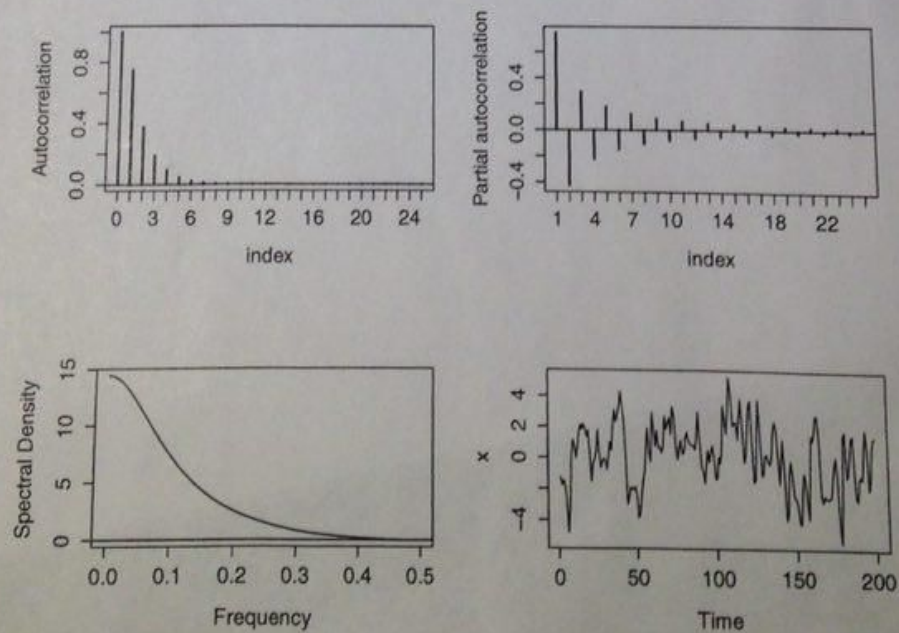 Autocorrelation
0.8
0.4
0.0
0 3 6 9 12 16 20 24
index
Partial autocorrelation
0.4
0.0
-0.4
1 4 7 10 14 18 22
index
Spectral Density
15
10
5
0
0.0 0.1 0.2 0.3 0.4 0.5
Frequency
x
4
2
0
-4
0 50 100 150 200
Time